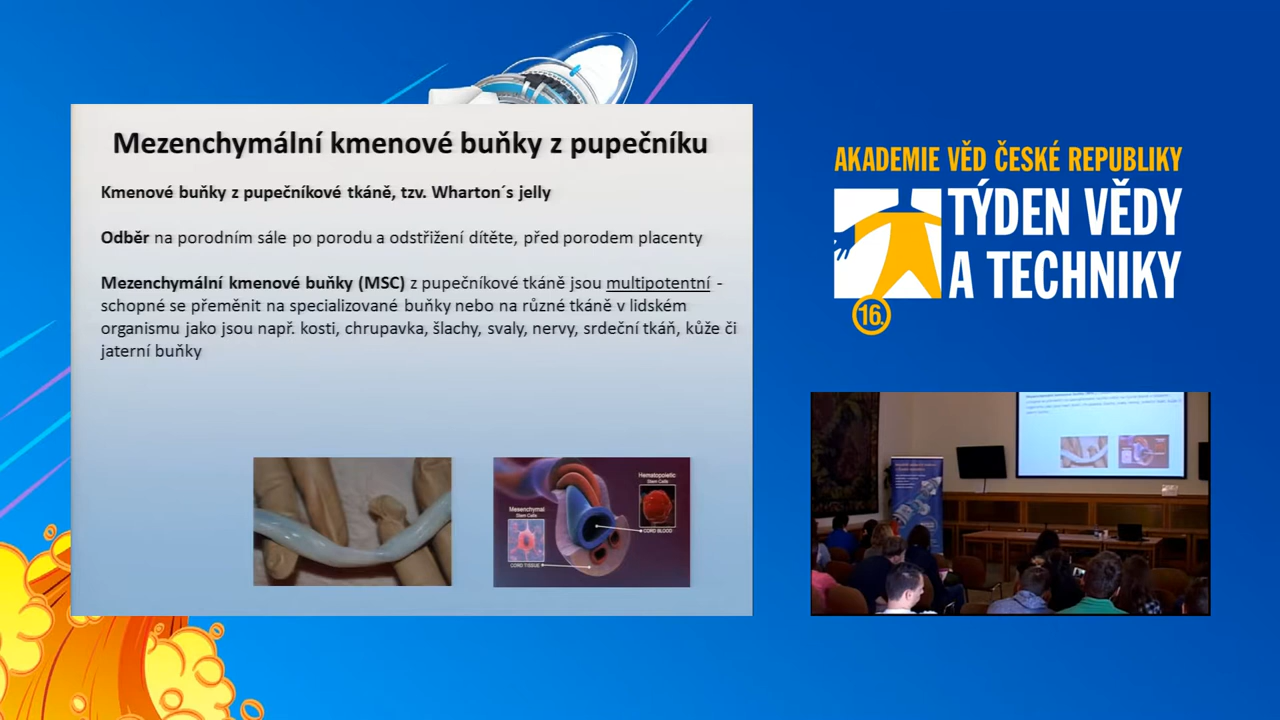 Mezenchymální kmenové buňky z pupečníku
Kmenové buňky z pupečníkové tkáně, tzv. Wharton´s jelly
Odběr na porodním sále po porodu a odstřižení dítěte, před porodem placenty
Mezenchymální kmenové buňky (MSC) z pupečníkové tkáně jsou multipotentní -
schopné se přeměnit na specializované buňky nebo na různé tkáně v lidském
organismu jako jsou např. kosti, chrupavka, šlachy, svaly, nervy, srdeční tkáň, kůže či
jaterní buňky
Hematopoietic
Stem Cells
CORD BLOOD
Mesenchymal
Stem Cells
CORD TISSUE
AKADEMIE VĚD ČESKÉ REPUBLIKY
TÝDEN VĚDY
A TECHNIKY
16.